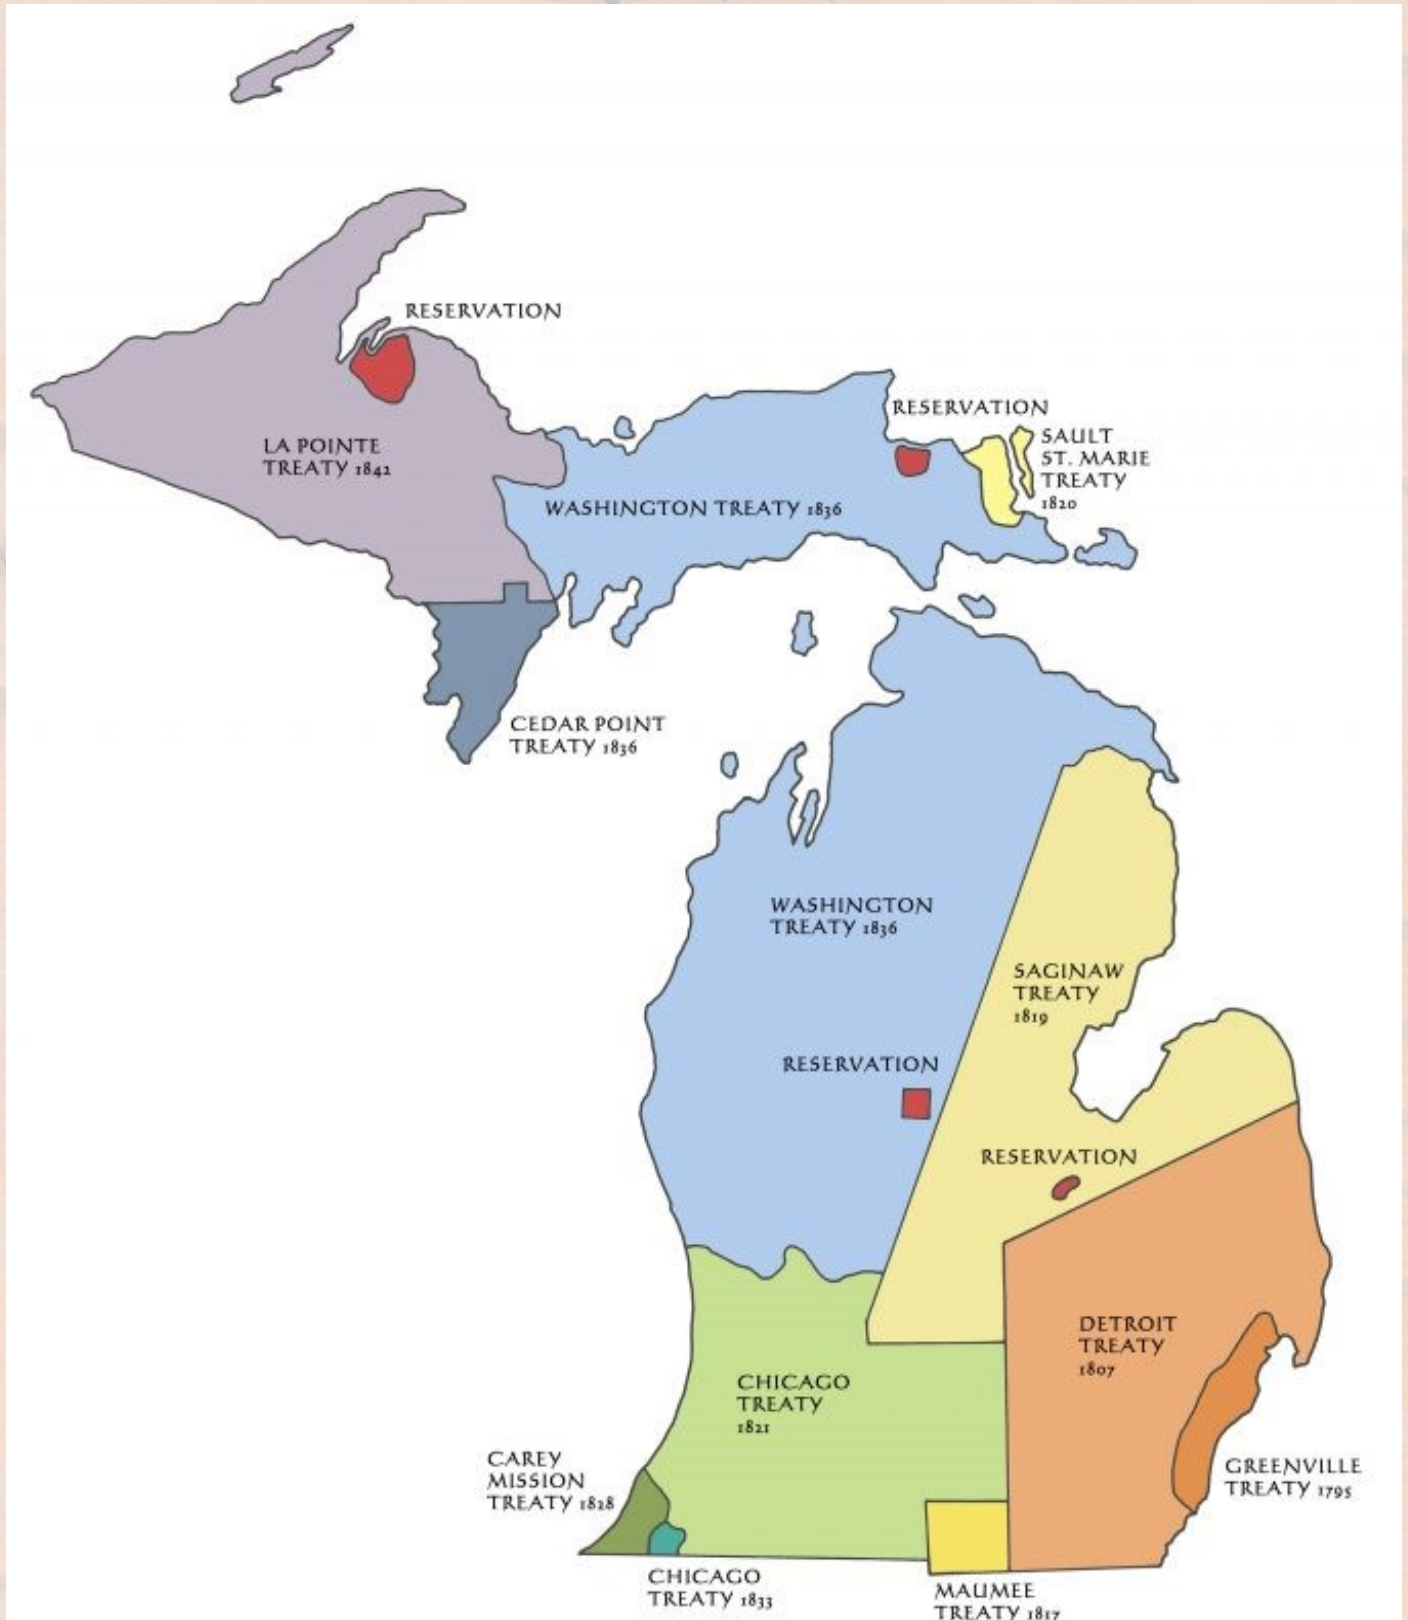 RESERVATION
LA POINTE
TREATY 1842
RESERVATION
SAULT
ST. MARIE
TREATY
1820
WASHINGTON TREATY 1836
CEDAR POINT
TREATY 1836
WASHINGTON
TREATY 1836
SAGINAW
TREATY
1819
RESERVATION
RESERVATION
DETROIT
TREATY
1807
CHICAGO
TREATY
1821
CAREY
MISSION
TREATY 1828
GREENVILLE
TREATY 1795
CHICAGO
TREATY 1833
MAUMEE
TREATY 1817